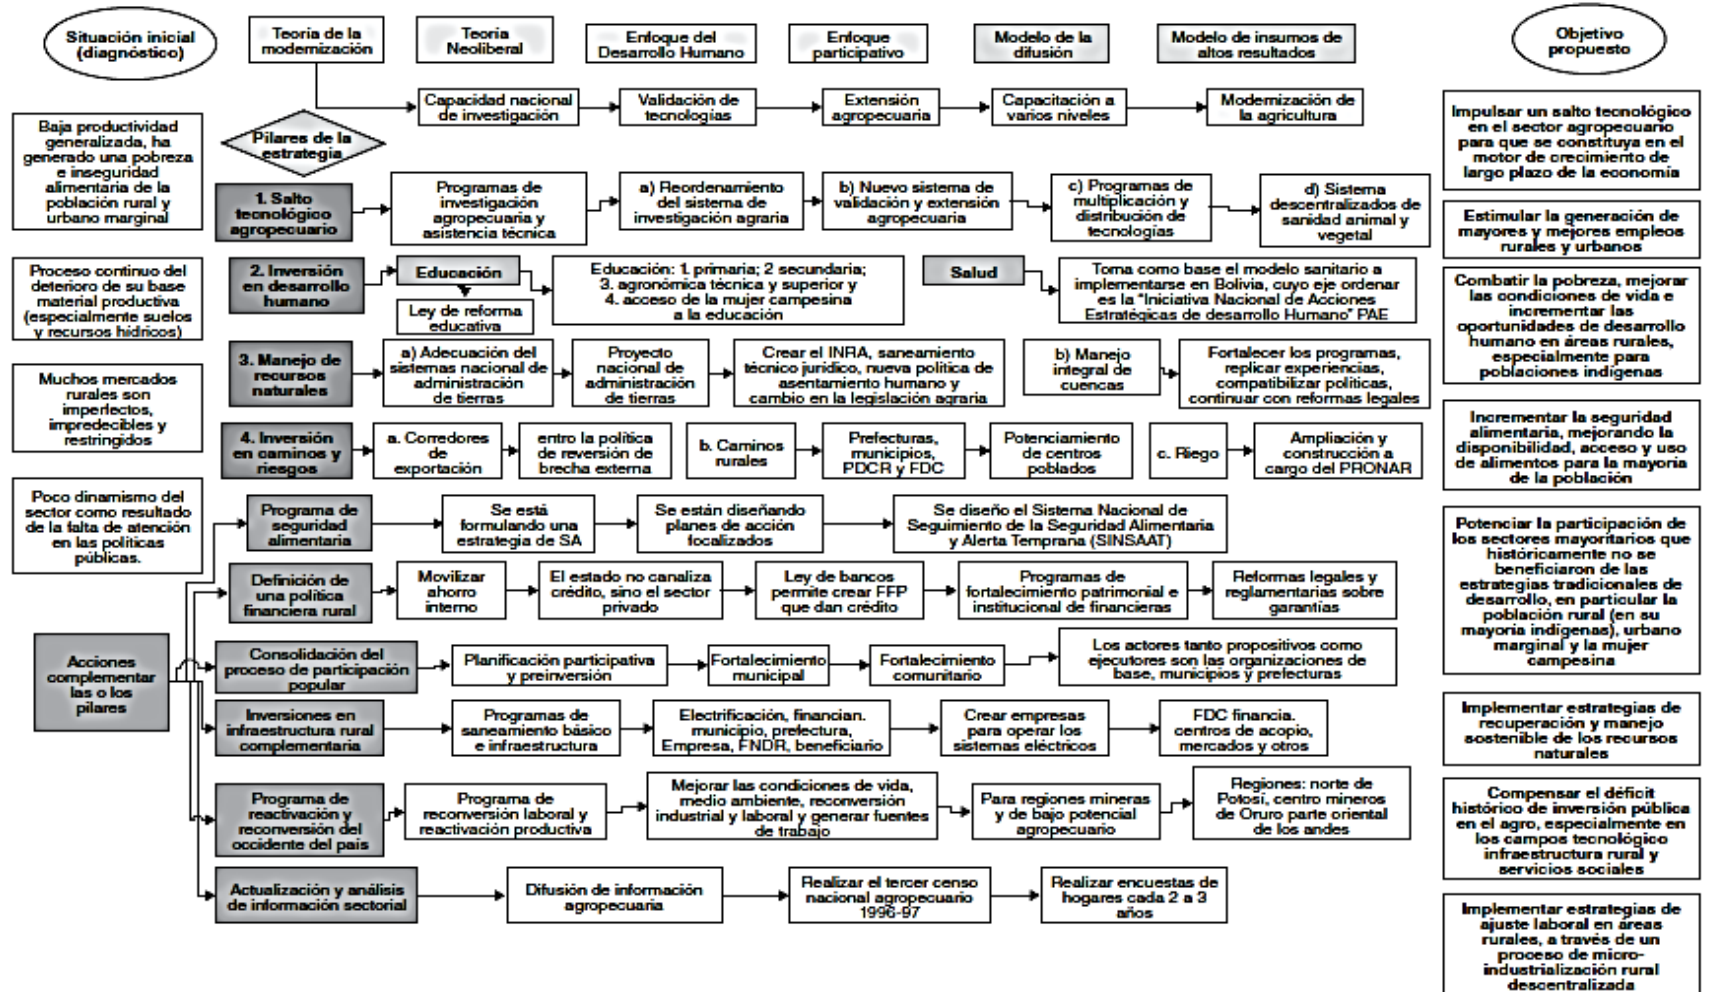 Situación inicial
(diagnóstico)
Teoría de la
modernización
Teoría
Neoliberal
Enfoque del
Desarrollo Humano
Enfoque
participativo
Modelo de la
difusión
Modelo de insumos de
altos resultados
Objetivo
propuesto
Capacidad nacional
de investigación
Validación de
tecnologías
Extensión
agropecuaria
Capacitación a
varios niveles
Modernización de
la agricultura
Pilares de la
estrategia
Baja productividad
generalizada, ha
generado una pobreza
e inseguridad
alimentaria de la
población rural y
urbano marginal
Proceso continuo del
deterioro de su base
material productiva
(especialmente suelos
y recursos hídricos)
Muchos mercados
rurales son
imperfectos,
impredecibles y
restringidos
Poco dinamismo del
sector como resultado
de la falta de atención
en las políticas
públicas.
1. Salto
tecnológico
agropecuario
Programas de
investigación
agropecuaria y
asistencia técnica
a) Reordenamiento
del sistema de
investigación agraria
b) Nuevo sistema de
validación y extensión
agropecuaria
c) Programas de
multiplicación y
distribución de
tecnologías
d) Sistema
descentralizados de
sanidad animal y
vegetal
2. Inversión
en desarrollo
humano
Educación
Ley de reforma
educativa
Educación: 1. primaria; 2 secundaria;
3. agronómica técnica y superior y
4. acceso de la mujer campesina
a la educación
Salud
Toma como base el modelo sanitario a
implementarse en Bolivia, cuyo eje ordenar
es la "Iniciativa Nacional de Acciones
Estratégicas de desarrollo Humano" PAE
3. Manejo de
recursos
naturales
a) Adecuación del
sistemas nacional de
administración
de tierras
Proyecto
nacional de
administración
de tierras
Crear el INRA, saneamiento
técnico jurídico, nueva política de
asentamiento humano y
cambio en la legislación agraria
b) Manejo
integral de
cuencas
Fortalecer los programas,
replicar experiencias,
compatibilizar políticas,
continuar con reformas legales
4. Inversión
en caminos y
riesgos
a. Corredores
de
exportación
entro la política
de reversión de
brecha externa
b. Caminos
rurales
Prefecturas,
municipios,
PDCR y FDC
Potenciamiento
de centros
poblados
c. Riego
Ampliación y
construcción a
cargo del PRONAR
Acciones
complementar
las o los
pilares
Programa de
seguridad
alimentaria
Se está
formulando una
estrategia de SA
Se están diseñando
planes de acción
focalizados
Se diseño el Sistema Nacional de
Seguimiento de la Seguridad Alimentaria
y Alerta Temprana (SINSAAT)
Definición de
una política
financiera rural
Movilizar
ahorro
interno
El estado no canaliza
crédito, sino el sector
privado
Ley de bancos
permite crear FFP
que dan crédito
Programas de
fortalecimiento patrimonial e
institucional de financieras
Reformas legales y
reglamentarias sobre
garantías
Consolidación del
proceso de participación
popular
Planificación participativa
y preinversión
Fortalecimiento
municipal
Fortalecimiento
comunitario
Los actores tanto propositivos como
ejecutores son las organizaciones de
base, municipios y prefecturas
Inversiones en
infraestructura rural
complementaria
Programas de
saneamiento básico
e infraestructura
Electrificación, financian.
municipio, prefectura,
Empresa, FNDR, beneficiario
Crear empresas
para operar los
sistemas eléctricos
FDC financia.
centros de acopio,
mercados y otros
Programa de
reactivación y
reconversión del
occidente del país
Programa de
reconversión laboral y
reactivación productiva
Mejorar las condiciones de vida,
medio ambiente, reconversión
industrial y laboral y generar fuentes
de trabajo
Para regiones mineras
y de bajo potencial
agropecuario
Regiones: norte de
Potosí, centro mineros
de Oruro parte oriental
de los andes
Actualización y análisis
de información sectorial
Difusión de información
agropecuaria
Realizar el tercer censo
nacional agropecuario
1996-97
Realizar encuestas de
hogares cada 2 a 3
años
Impulsar un salto tecnológico
en el sector agropecuario
para que se constituya en el
motor de crecimiento de
largo plazo de la economía
Estimular la generación de
mayores y mejores empleos
rurales y urbanos
Combatir la pobreza, mejorar
las condiciones de vida e
incrementar las
oportunidades de desarrollo
humano en áreas rurales,
especialmente para
poblaciones indígenas
Incrementar la seguridad
alimentaria, mejorando la
disponibilidad, acceso y uso
de alimentos para la mayoría
de la población
Potenciar la participación de
los sectores mayoritarios que
históricamente no se
beneficiaron de las
estrategias tradicionales de
desarrollo, en particular la
población rural (en su
mayoría indígenas), urbano
marginal y la mujer
campesina
Implementar estrategias de
recuperación y manejo
sostenible de los recursos
naturales
Compensar el déficit
histórico de inversión pública
en el agro, especialmente en
los campos tecnológico
infraestructura rural y
servicios sociales
Implementar estrategias de
ajuste laboral en áreas
rurales, a través de un
proceso de micro-
industrialización rural
descentralizada